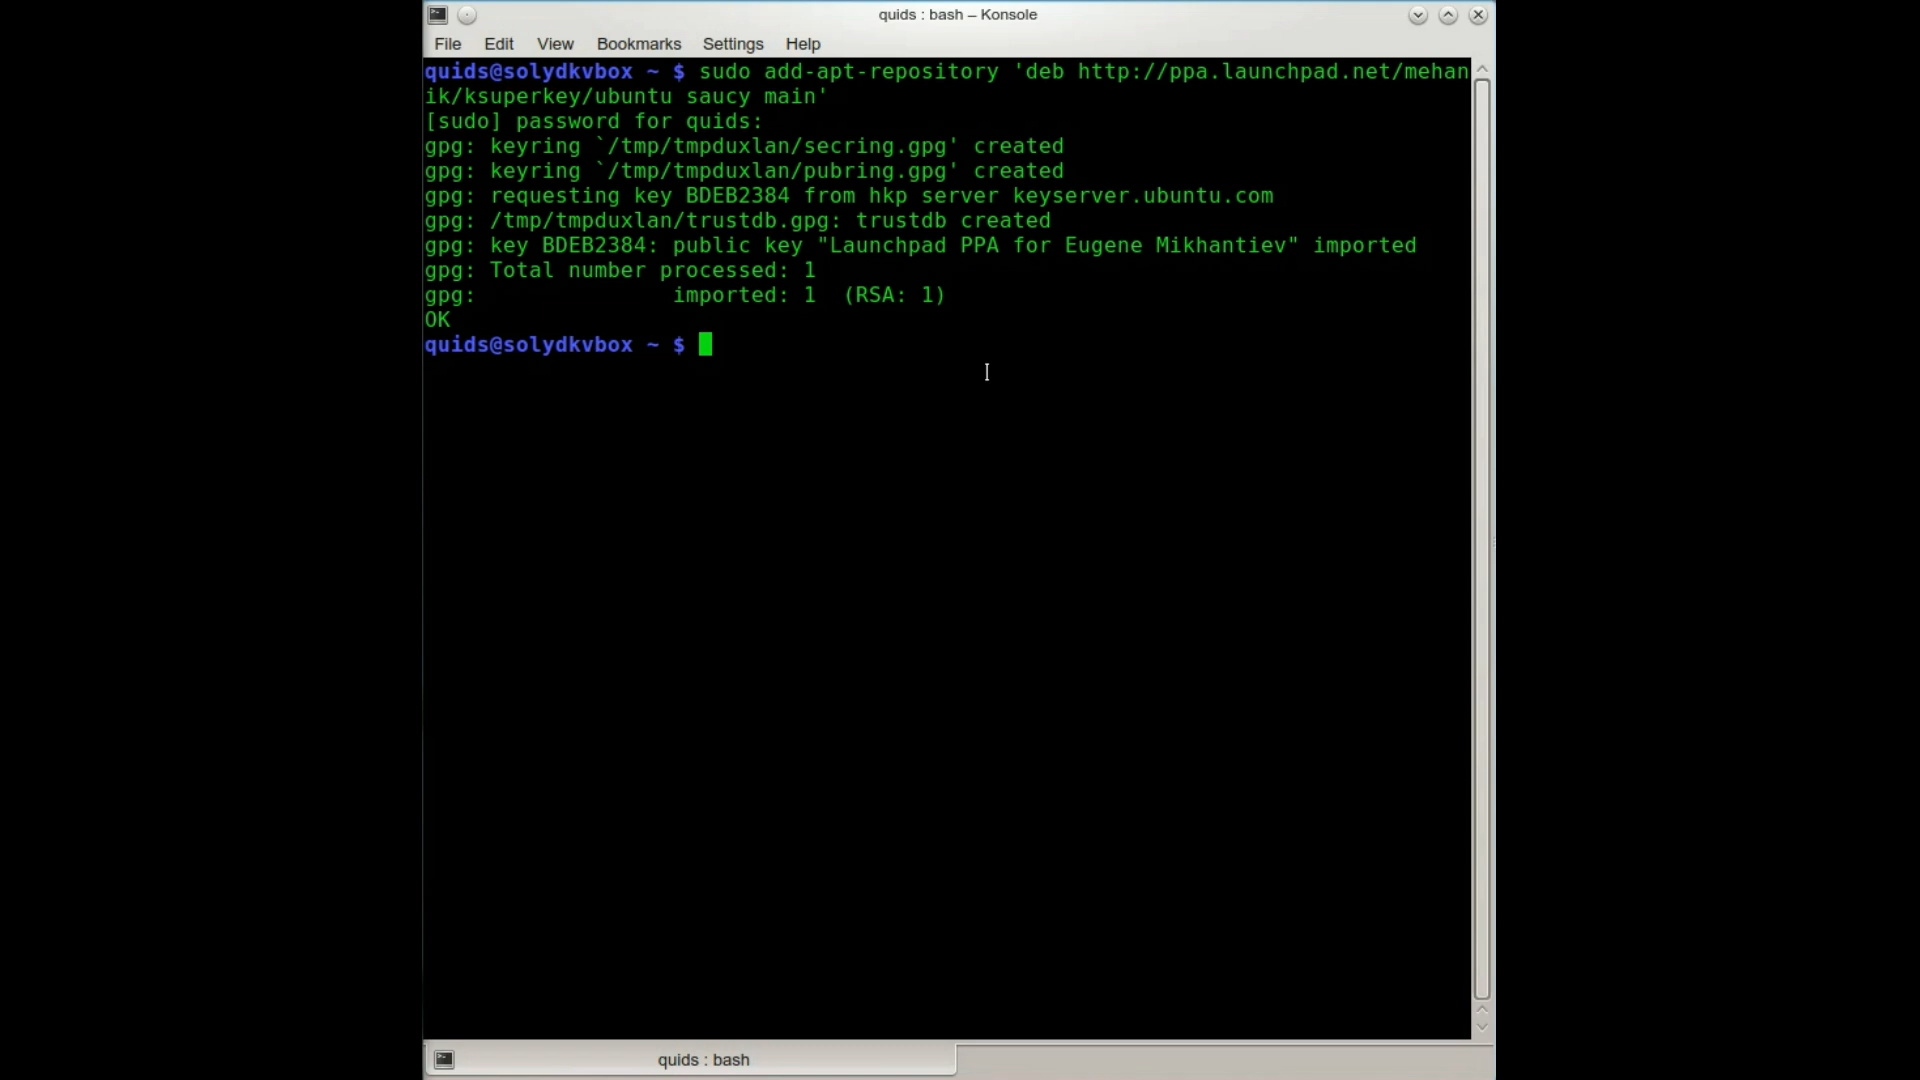 quids : bash – Konsole
File Edit View Bookmarks Settings Help
quids@solydkvbox ~ $ sudo add-apt-repository 'deb http://ppa.launchpad.net/mehan
ik/ksuperkey/ubuntu saucy main'
[sudo] password for quids:
gpg: keyring `/tmp/tmpduxlan/secring.gpg' created
gpg: keyring `/tmp/tmpduxlan/pubring.gpg' created
gpg: requesting key BDEB2384 from hkp server keyserver.ubuntu.com
gpg: /tmp/tmpduxlan/trustdb.gpg: trustdb created
gpg: key BDEB2384: public key "Launchpad PPA for Eugene Mikhantiev" imported
gpg: Total number processed: 1
gpg:               imported: 1  (RSA: 1)
OK
quids@solydkvbox ~ $
quids : bash